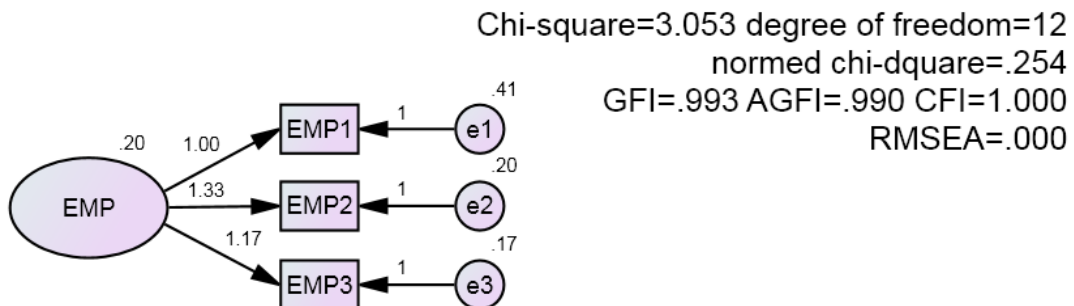 Chi-square=3.053 degree of freedom=12
normed chi-dquare=.254
GFI=.993 AGFI=.990 CFI=1.000
RMSEA=.000
.41
.20
1.00
EMP1
1
e1
.20
EMP
1.33
EMP2
1
e2
1.17
.17
EMP3
1
e3